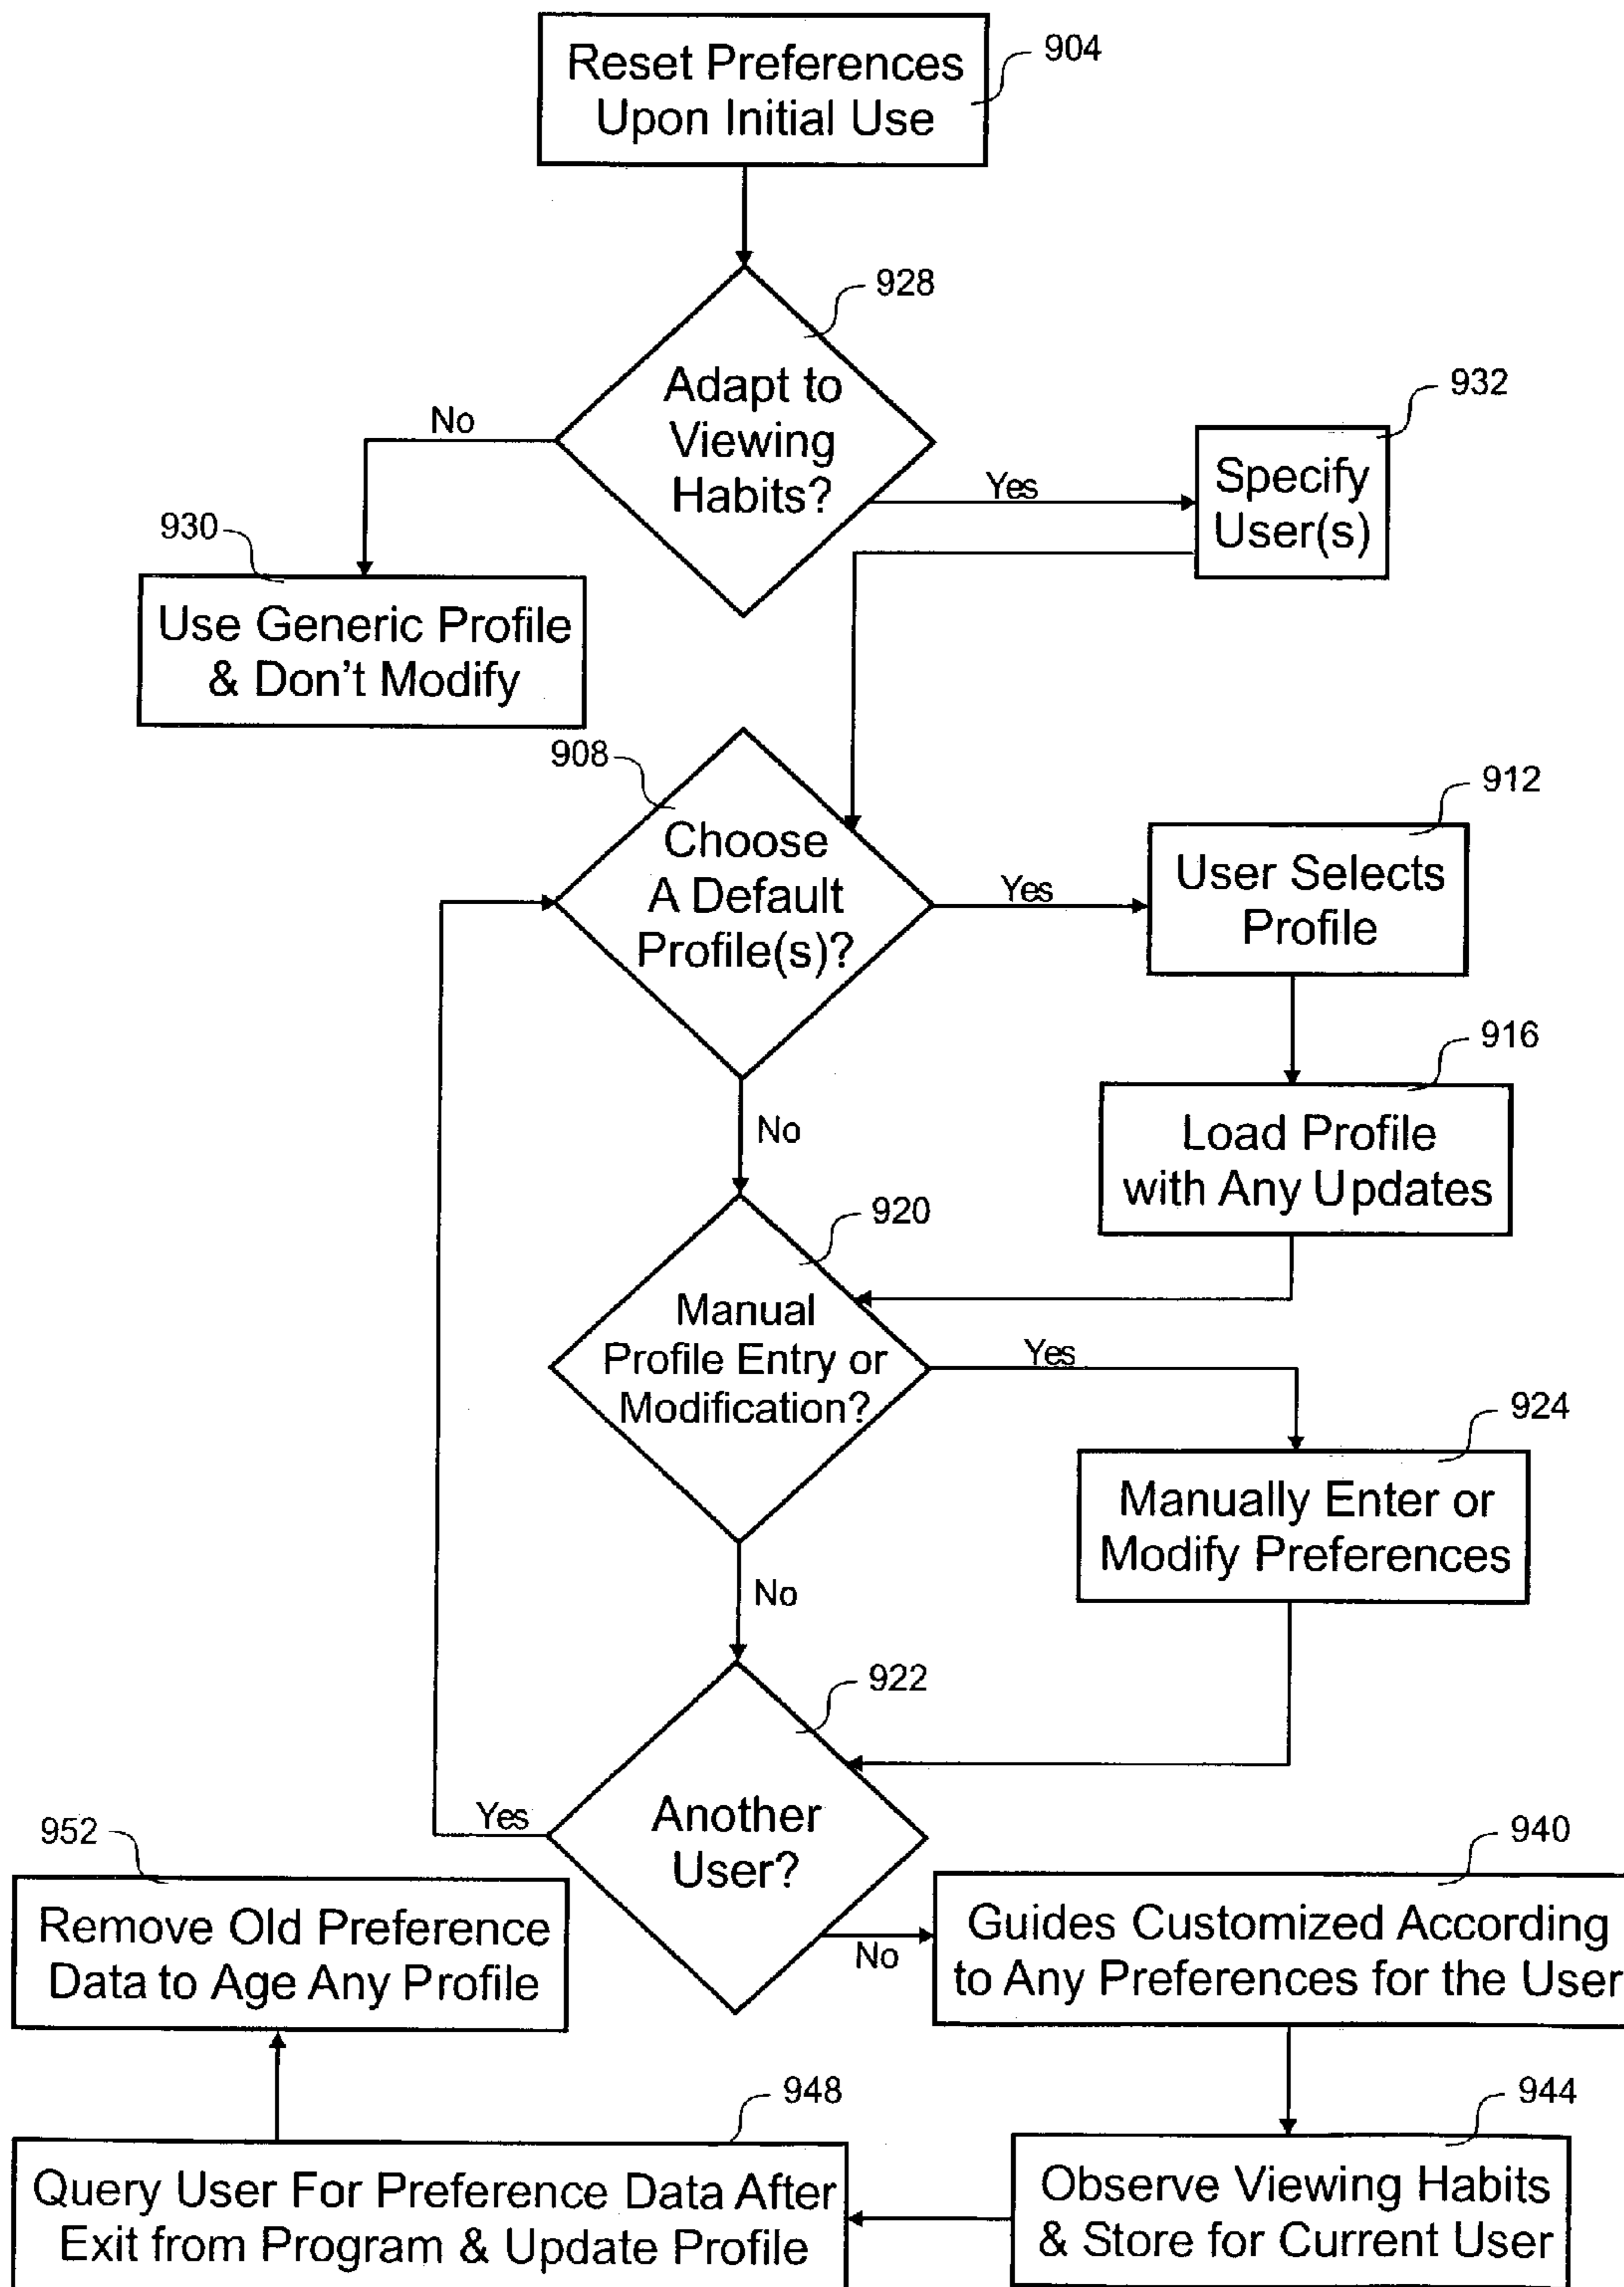 Reset Preferences
Upon Initial Use
904
928
Adapt to
Viewing
Habits?
No
Yes
932
Specify
User(s)
930
Use Generic Profile
& Don't Modify
908
Choose
A Default
Profile(s)?
Yes
912
User Selects
Profile
916
Load Profile
with Any Updates
No
920
Manual
Profile Entry or
Modification?
Yes
924
Manually Enter or
Modify Preferences
No
922
Another
User?
Yes
No
952
Remove Old Preference
Data to Age Any Profile
940
Guides Customized According
to Any Preferences for the User
944
Observe Viewing Habits
& Store for Current User
948
Query User For Preference Data After
Exit from Program & Update Profile